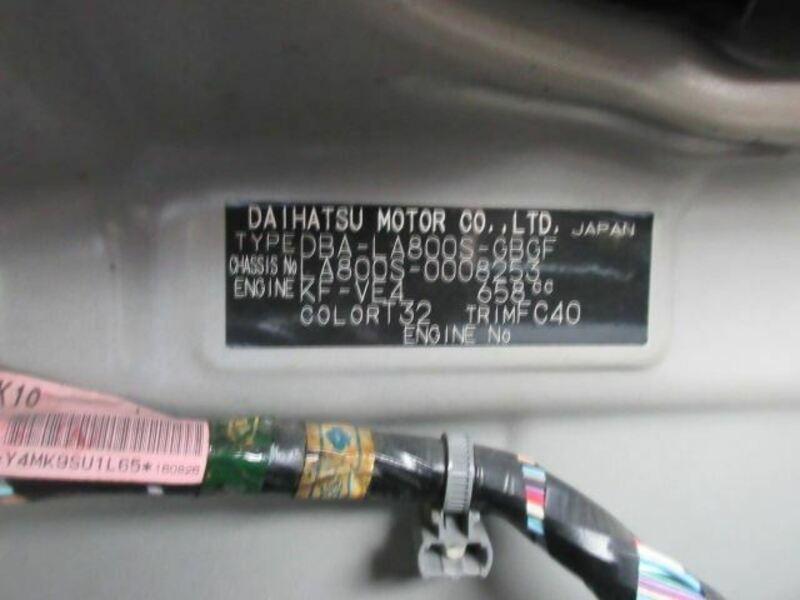 DAIHATSU MOTOR CO.,LTD. JAPAN
TYPE DBA-LA800S-GBGF
CHASSIS No LA800S-0008253
ENGINE KF-VE4 658cc
COLOR T32 TRIM FC40
ENGINE No
K10
Y4MK9SU1L65*160826